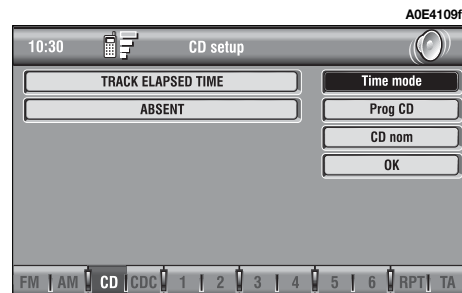 A0E4109f
10:30 CD setup
TRACK ELAPSED TIME Time mode
ABSENT Prog CD
CD nom
OK
FM AM CD CDC 1 2 3 4 5 6 RPT TA